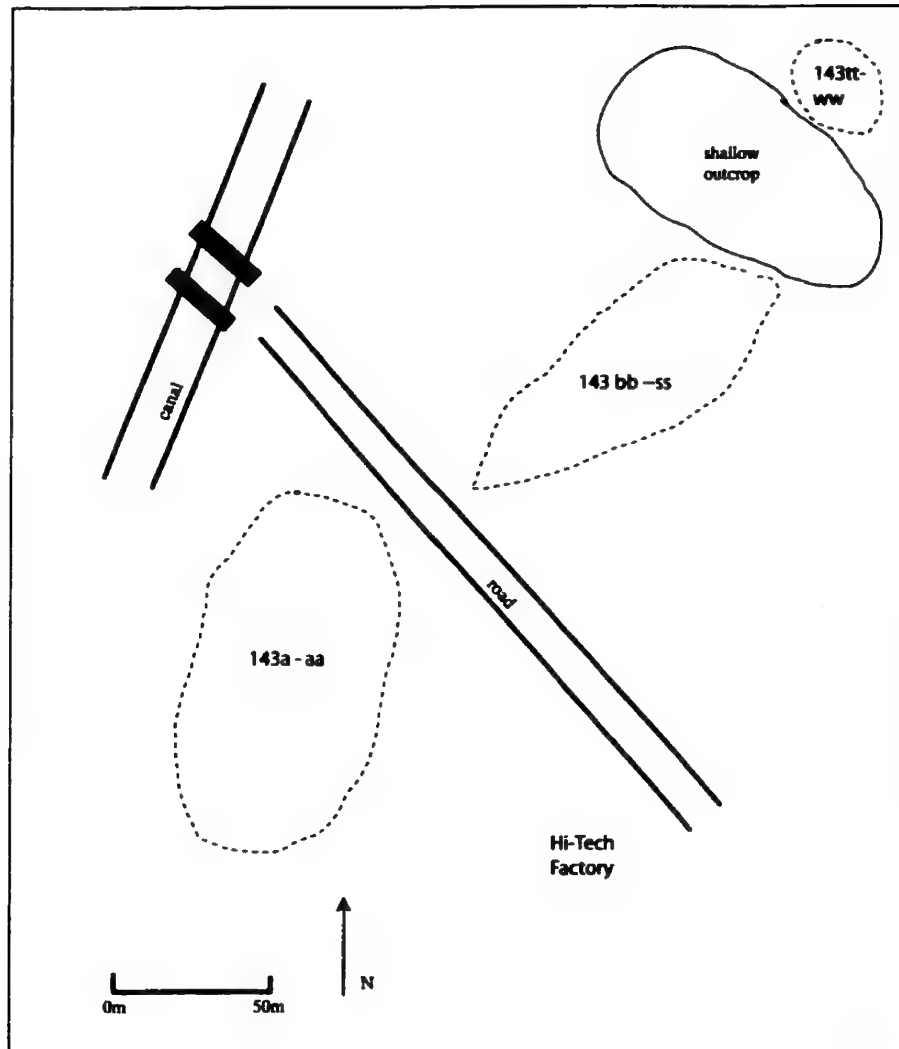 143tt-
ww
shallow
outcrop
143 bb -ss
canal
road
143a - aa
Hi-Tech
Factory
N
0m
50m